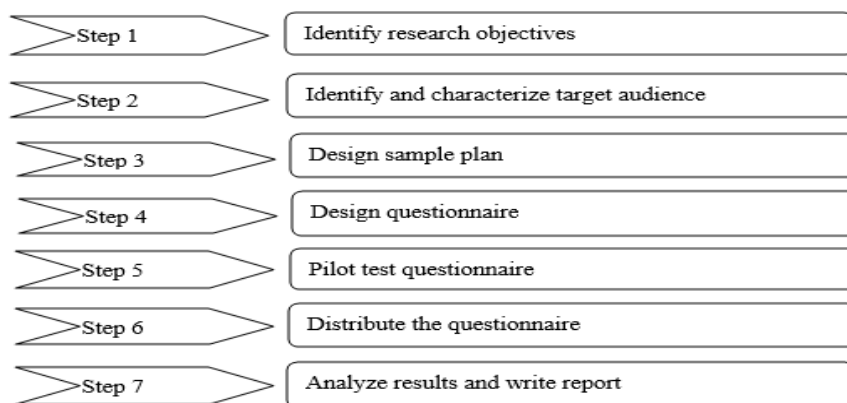 Step 1 Identify research objectives
Step 2 Identify and characterize target audience
Step 3 Design sample plan
Step 4 Design questionnaire
Step 5 Pilot test questionnaire
Step 6 Distribute the questionnaire
Step 7 Analyze results and write report